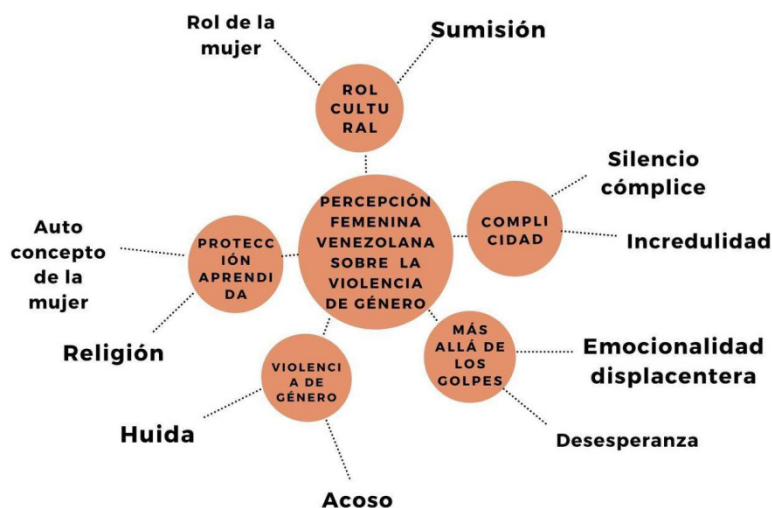 Rol de la
mujer
Sumisión
ROL
CULTU
RAL
Silencio
cómplice
Incredulidad
COMPLI
CIDAD
PERCEPCIÓN
FEMENINA
VENEZOLANA
SOBRE LA
VIOLENCIA
DE GÉNERO
Auto
concepto
de la
mujer
Religión
PROTECC
IÓN
APRENDI
DA
MÁS
ALLÁ DE
LOS
GOLPES
Emocionalidad
displacentera
Desesperanza
VIOLENCI
A DE
GÉNERO
Huida
Acoso